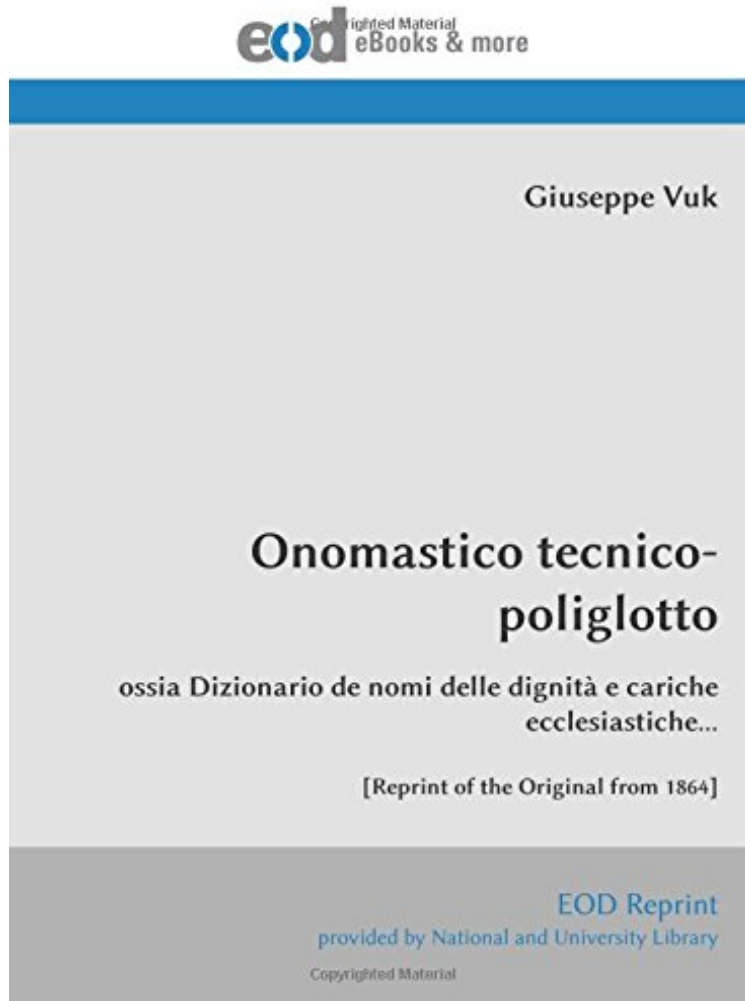 Copyrighted Material
eod eBooks & more
Giuseppe Vuk
Onomastico tecnico-
poliglotto
ossia Dizionario de nomi delle dignità e cariche
ecclesiastiche...
[Reprint of the Original from 1864]
EOD Reprint
provided by National and University Library
Copyrighted Material